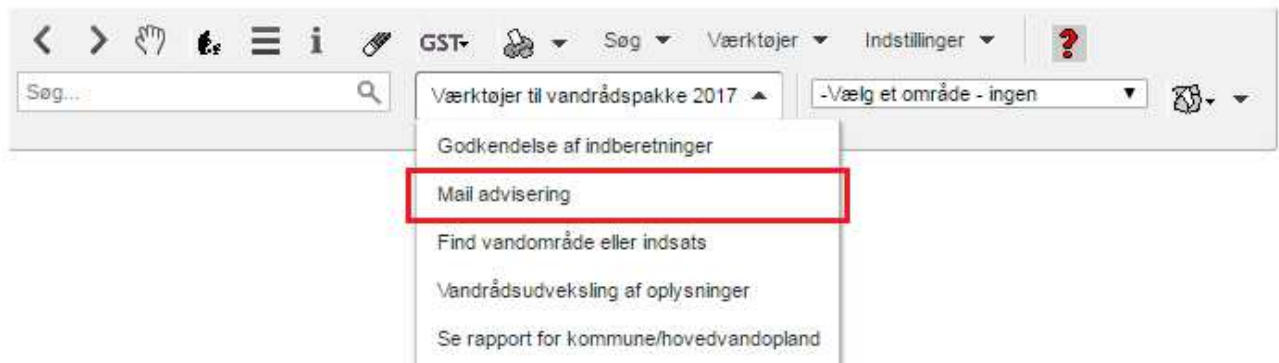 GST Søg Værktøjer Indstillinger ?
Søg... Værktøjer til vandrådspakke 2017 -Vælg et område - ingen
Godkendelse af indberetninger
Mail advisering
Find vandområde eller indsats
Vandrådsudveksling af oplysninger
Se rapport for kommune/hovedvandopland